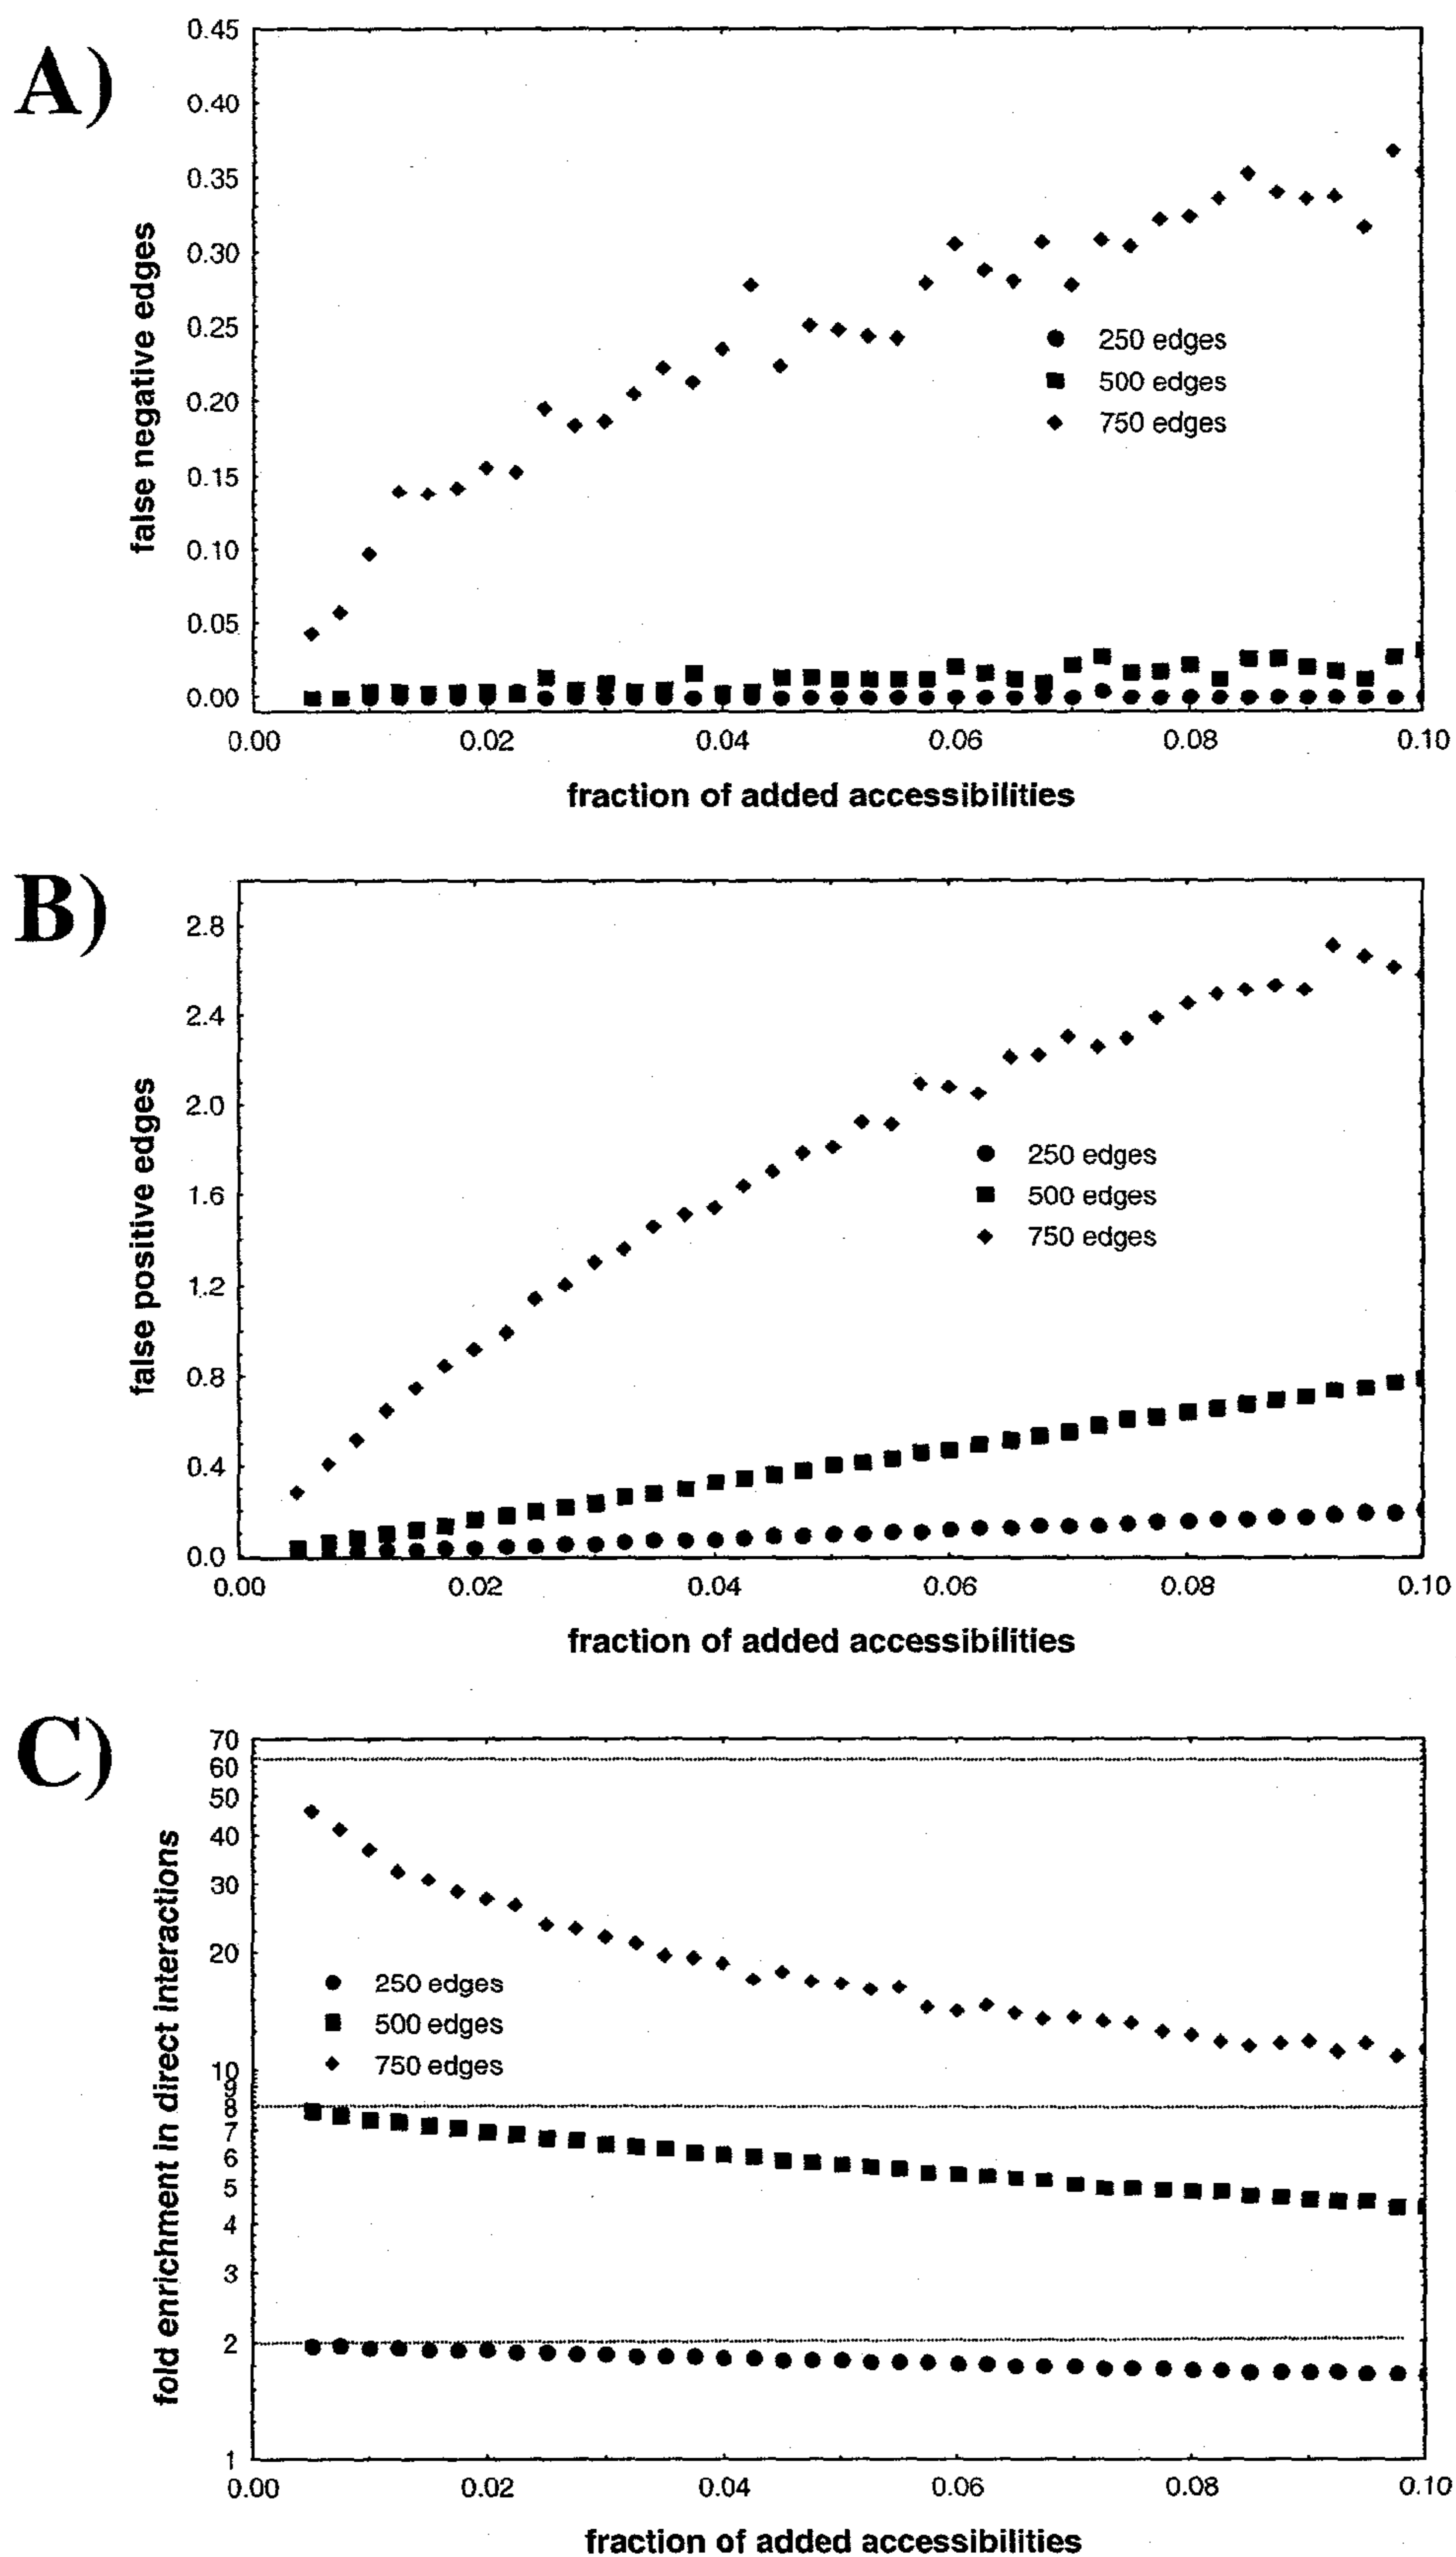 A)
0.45
0.40
0.35
0.30
0.25
0.20
0.15
0.10
0.05
0.00
false negative edges
250 edges
500 edges
750 edges
0.00 0.02 0.04 0.06 0.08 0.10
fraction of added accessibilities
B)
2.8
2.4
2.0
1.6
1.2
0.8
0.4
0.0
false positive edges
250 edges
500 edges
750 edges
0.00 0.02 0.04 0.06 0.08 0.10
fraction of added accessibilities
C)
70
60
50
40
30
20
10
9
8
7
6
5
4
3
2
1
fold enrichment in direct interactions
250 edges
500 edges
750 edges
0.00 0.02 0.04 0.06 0.08 0.10
fraction of added accessibilities